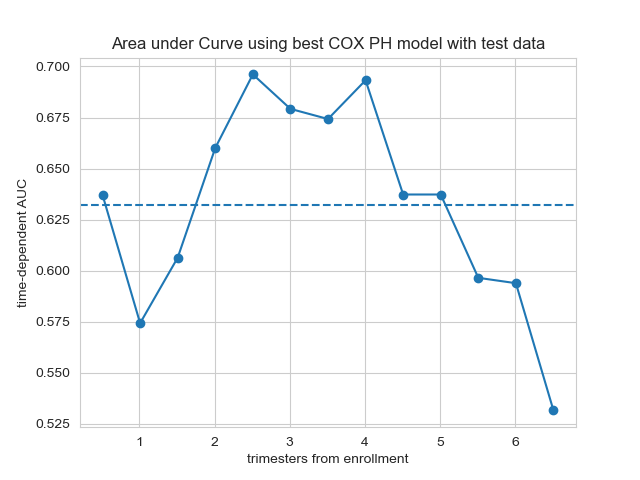 Area under Curve using best COX PH model with test data
0.700
0.675
0.650
0.625
0.600
0.575
0.550
0.525
time-dependent AUC
1 2 3 4 5 6
trimesters from enrollment